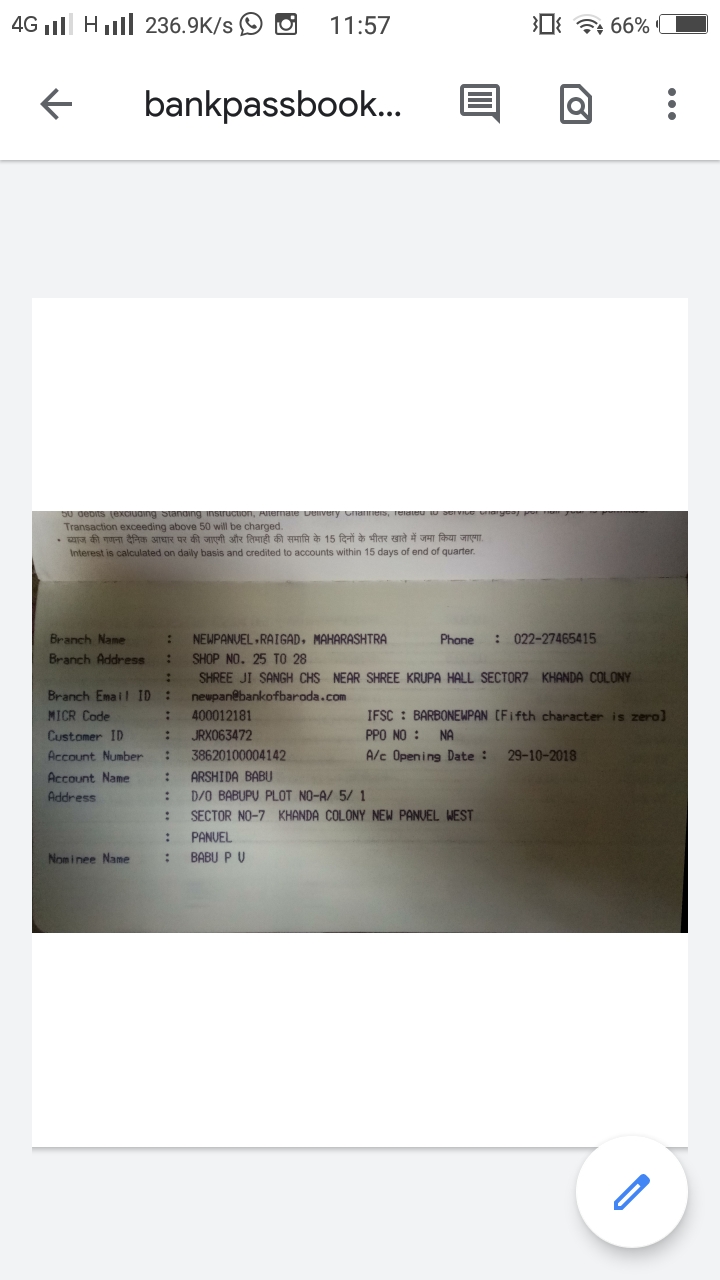 4G H 236.9K/s 11:57 66%
bankpassbook...
50 debits (excluding Standing Instruction, Alternate Delivery Channels, related to service charges) per half year is
Transaction exceeding above 50 will be charged.
• ब्याज की गणना दैनिक आधार पर की जाएगी और तिमाही की समाप्ति के 15 दिनों के भीतर खाते में जमा किया जाएगा.
Interest is calculated on daily basis and credited to accounts within 15 days of end of quarter.
Branch Name : NEWPANVEL,RAIGAD, MAHARASHTRA Phone : 022-27465415
Branch Address : SHOP NO. 25 TO 28
: SHREE JI SANGH CHS NEAR SHREE KRUPA HALL SECTOR7 KHANDA COLONY
Branch Email ID : newpan@bankofbaroda.com
MICR Code : 400012181 IFSC : BARB0NEWPAN [Fifth character is zero]
Customer ID : JRX063472 PPO NO : NA
Account Number : 38620100004142 A/c Opening Date : 29-10-2018
Account Name : ARSHIDA BABU
Address : D/O BABUPV PLOT NO-A/ 5/ 1
: SECTOR NO-7 KHANDA COLONY NEW PANVEL WEST
: PANVEL
Nominee Name : BABU P V